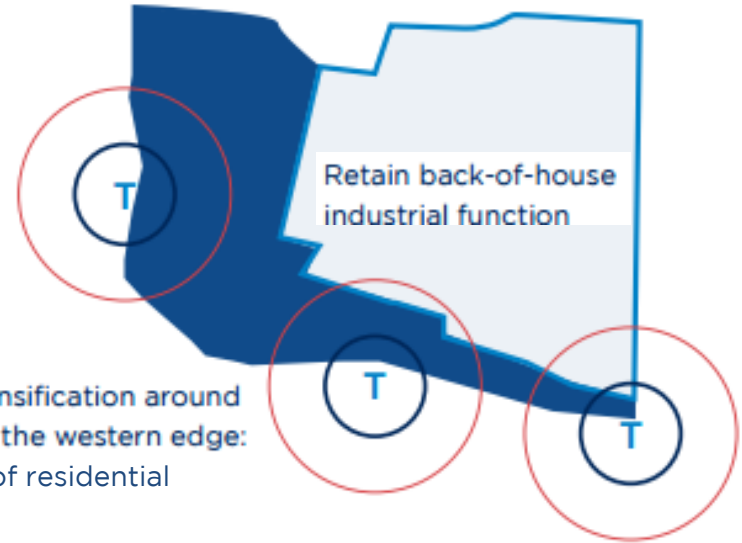 T
Retain back-of-house
industrial function
T
nsification around
the western edge:
of residential
T